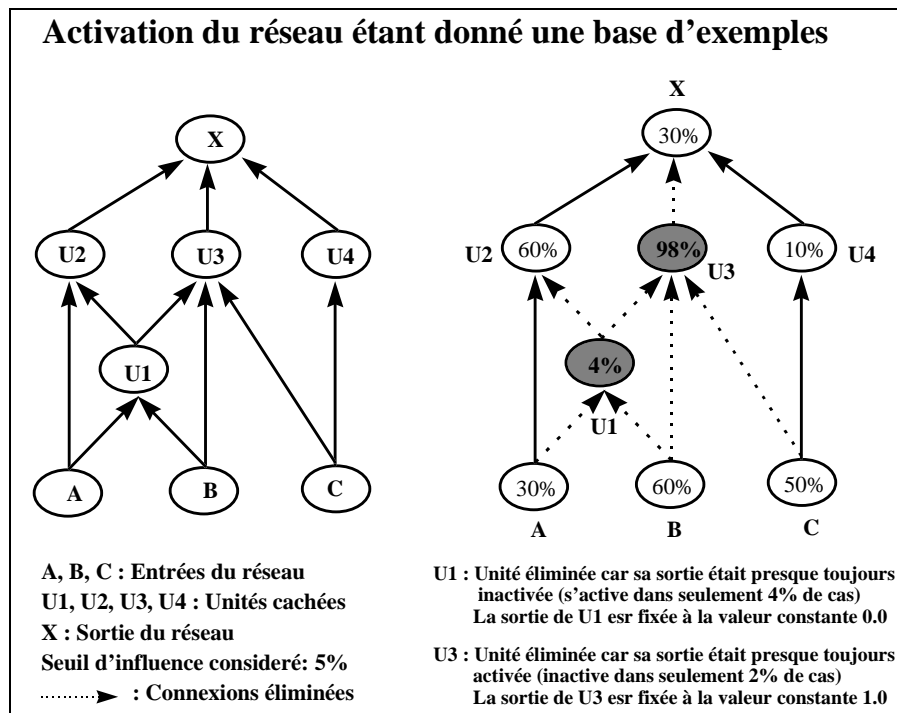 Activation du réseau étant donné une base d'exemples
X
U2
U3
U4
U1
A
B
C
X
30%
U2
60%
98%
U3
10%
U4
4%
U1
30%
60%
50%
A
B
C
A, B, C : Entrées du réseau
U1, U2, U3, U4 : Unités cachées
X : Sortie du réseau
Seuil d'influence consideré: 5%
: Connexions éliminées
U1 : Unité éliminée car sa sortie était presque toujours
inactivée (s'active dans seulement 4% de cas)
La sortie de U1 esr fixée à la valeur constante 0.0
U3 : Unité éliminée car sa sortie était presque toujours
activée (inactive dans seulement 2% de cas)
La sortie de U3 esr fixée à la valeur constante 1.0